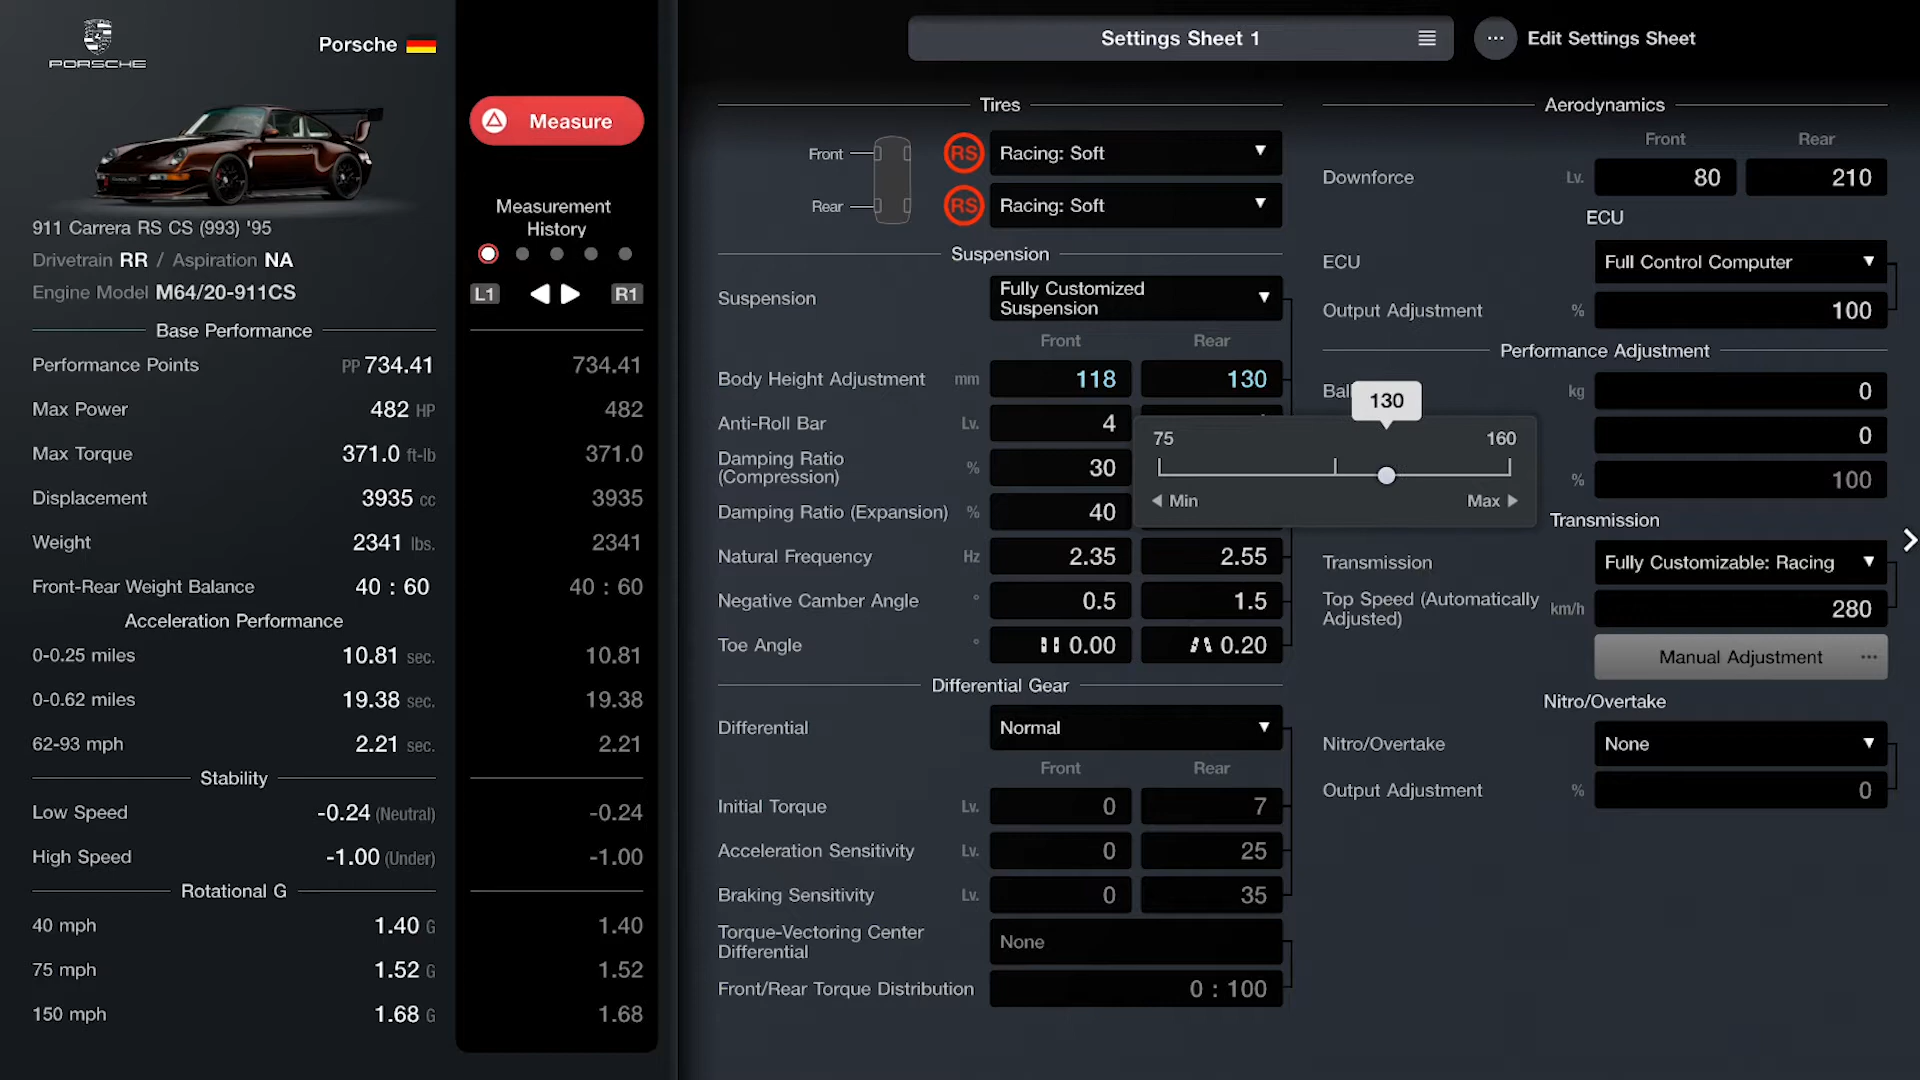 PORSCHE
Porsche
911 Carrera RS CS (993) '95
Drivetrain RR / Aspiration NA
Engine Model M64/20-911CS
Base Performance
Performance Points PP 734.41
Max Power 482 HP
Max Torque 371.0 ft-lb
Displacement 3935 cc
Weight 2341 lbs.
Front-Rear Weight Balance 40 : 60
Acceleration Performance
0-0.25 miles 10.81 sec.
0-0.62 miles 19.38 sec.
62-93 mph 2.21 sec.
Stability
Low Speed -0.24 (Neutral)
High Speed -1.00 (Under)
Rotational G
40 mph 1.40 G
75 mph 1.52 G
150 mph 1.68 G
Measure
Measurement
History
L1 R1
734.41
482
371.0
3935
2341
40 : 60
10.81
19.38
2.21
-0.24
-1.00
1.40
1.52
1.68
Settings Sheet 1
Edit Settings Sheet
Tires
Front RS Racing: Soft
Rear RS Racing: Soft
Suspension
Suspension Fully Customized
Suspension
Front Rear
Body Height Adjustment mm 118 130
Anti-Roll Bar Lv. 4
Damping Ratio
(Compression) % 30
Damping Ratio (Expansion) % 40
Natural Frequency Hz 2.35 2.55
Negative Camber Angle ° 0.5 1.5
Toe Angle ° 0.00 0.20
130
75 160
Min Max
Differential Gear
Differential Normal
Front Rear
Initial Torque Lv. 0 7
Acceleration Sensitivity Lv. 0 25
Braking Sensitivity Lv. 0 35
Torque-Vectoring Center
Differential None
Front/Rear Torque Distribution 0 : 100
Aerodynamics
Front Rear
Downforce Lv. 80 210
ECU
ECU Full Control Computer
Output Adjustment % 100
Performance Adjustment
kg 0
0
% 100
Transmission
Transmission Fully Customizable: Racing
Top Speed (Automatically
Adjusted) km/h 280
Manual Adjustment
Nitro/Overtake
Nitro/Overtake None
Output Adjustment % 0